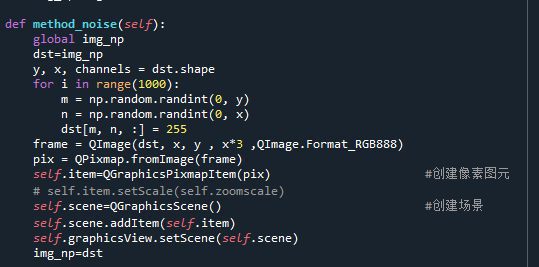 def method_noise(self):
    global img_np
    dst=img_np
    y, x, channels = dst.shape
    for i in range(1000):
        m = np.random.randint(0, y)
        n = np.random.randint(0, x)
        dst[m, n, :] = 255
    frame = QImage(dst, x, y , x*3 ,QImage.Format_RGB888)
    pix = QPixmap.fromImage(frame)
    self.item=QGraphicsPixmapItem(pix)                      #创建像素图元
    # self.item.setScale(self.zoomscale)
    self.scene=QGraphicsScene()                             #创建场景
    self.scene.addItem(self.item)
    self.graphicsView.setScene(self.scene)
    img_np=dst